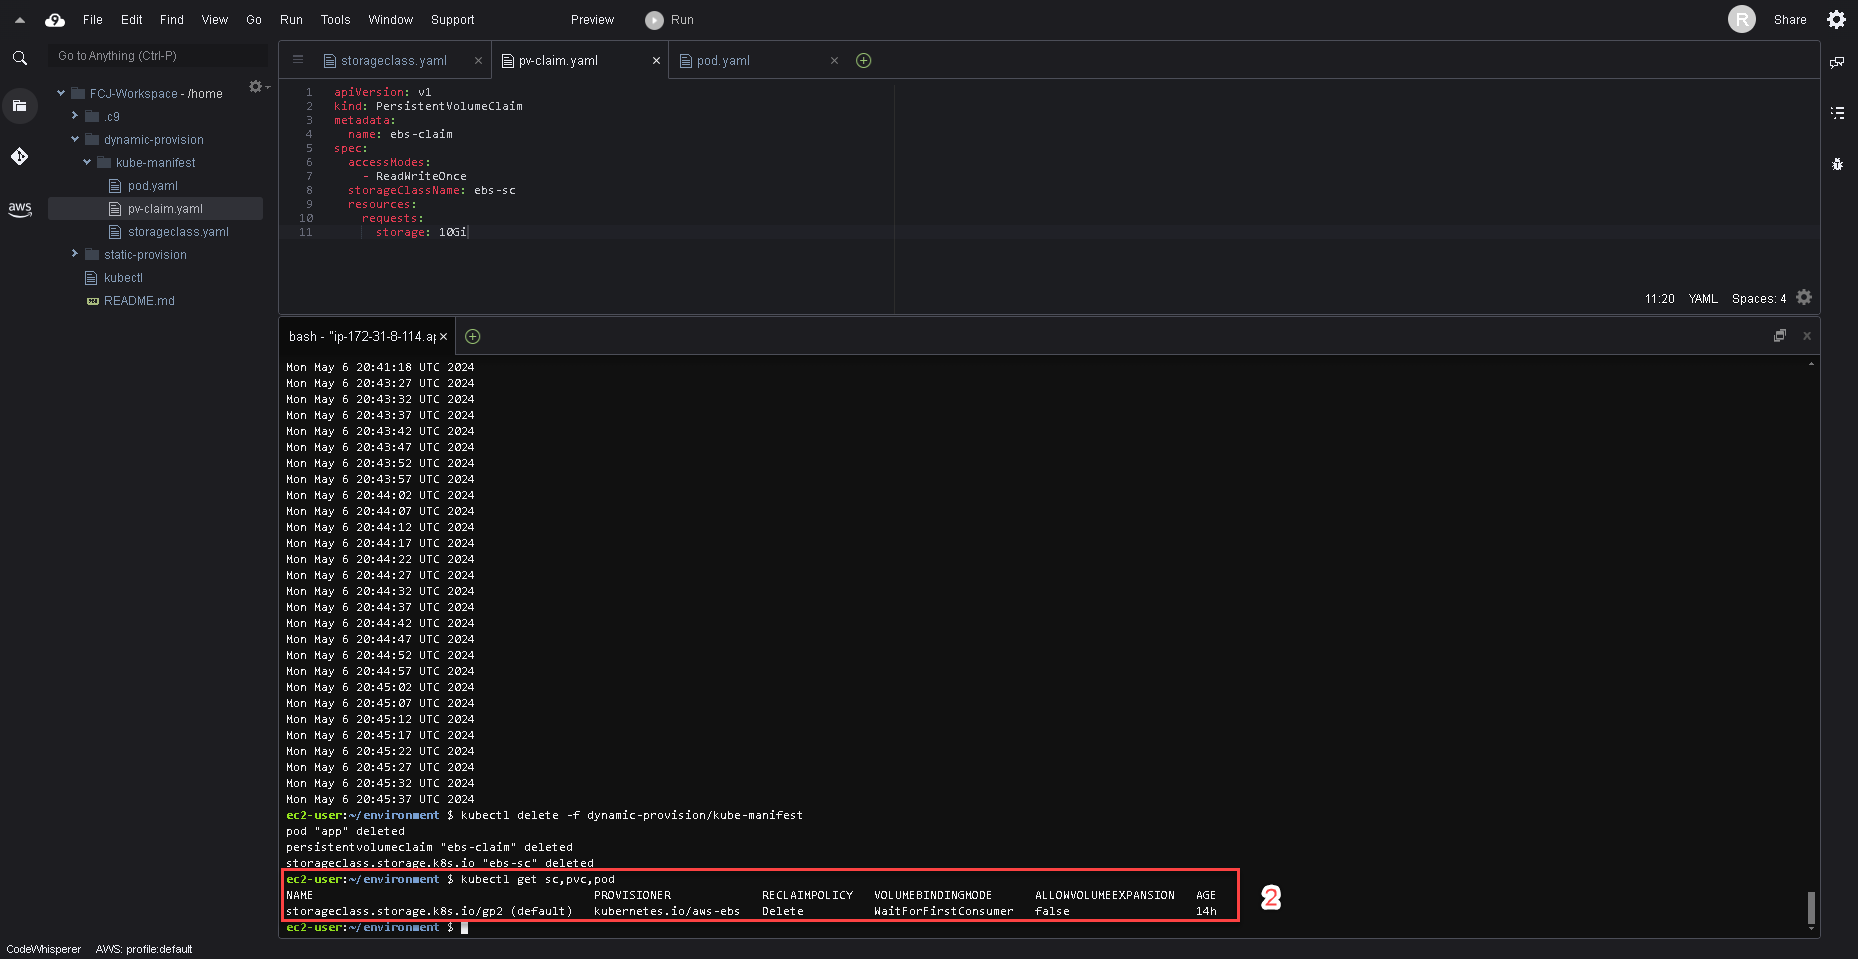 9 File Edit Find View Go Run Tools Window Support Preview Run R Share
Go to Anything (Ctrl-P)
FCJ-Workspace - /home
.c9
dynamic-provision
kube-manifest
pod.yaml
pv-claim.yaml
storageclass.yaml
static-provision
kubectl
README.md
aws
storageclass.yaml pv-claim.yaml pod.yaml
1 apiVersion: v1
2 kind: PersistentVolumeClaim
3 metadata:
4 name: ebs-claim
5 spec:
6 accessModes:
7 - ReadWriteOnce
8 storageClassName: ebs-sc
9 resources:
10 requests:
11 storage: 10Gi
11:20 YAML Spaces: 4
bash - "ip-172-31-8-114.ap
Mon May 6 20:41:18 UTC 2024
Mon May 6 20:43:27 UTC 2024
Mon May 6 20:43:32 UTC 2024
Mon May 6 20:43:37 UTC 2024
Mon May 6 20:43:42 UTC 2024
Mon May 6 20:43:47 UTC 2024
Mon May 6 20:43:52 UTC 2024
Mon May 6 20:43:57 UTC 2024
Mon May 6 20:44:02 UTC 2024
Mon May 6 20:44:07 UTC 2024
Mon May 6 20:44:12 UTC 2024
Mon May 6 20:44:17 UTC 2024
Mon May 6 20:44:22 UTC 2024
Mon May 6 20:44:27 UTC 2024
Mon May 6 20:44:32 UTC 2024
Mon May 6 20:44:37 UTC 2024
Mon May 6 20:44:42 UTC 2024
Mon May 6 20:44:47 UTC 2024
Mon May 6 20:44:52 UTC 2024
Mon May 6 20:44:57 UTC 2024
Mon May 6 20:45:02 UTC 2024
Mon May 6 20:45:07 UTC 2024
Mon May 6 20:45:12 UTC 2024
Mon May 6 20:45:17 UTC 2024
Mon May 6 20:45:22 UTC 2024
Mon May 6 20:45:27 UTC 2024
Mon May 6 20:45:32 UTC 2024
Mon May 6 20:45:37 UTC 2024
ec2-user:~/environment $ kubectl delete -f dynamic-provision/kube-manifest
pod "app" deleted
persistentvolumeclaim "ebs-claim" deleted
storageclass.storage.k8s.io "ebs-sc" deleted
ec2-user:~/environment $ kubectl get sc,pvc,pod
NAME PROVISIONER RECLAIMPOLICY VOLUMEBINDINGMODE ALLOWVOLUMEEXPANSION AGE
storageclass.storage.k8s.io/gp2 (default) kubernetes.io/aws-ebs Delete WaitForFirstConsumer false 14h
2
ec2-user:~/environment $
CodeWhisperer AWS: profile:default